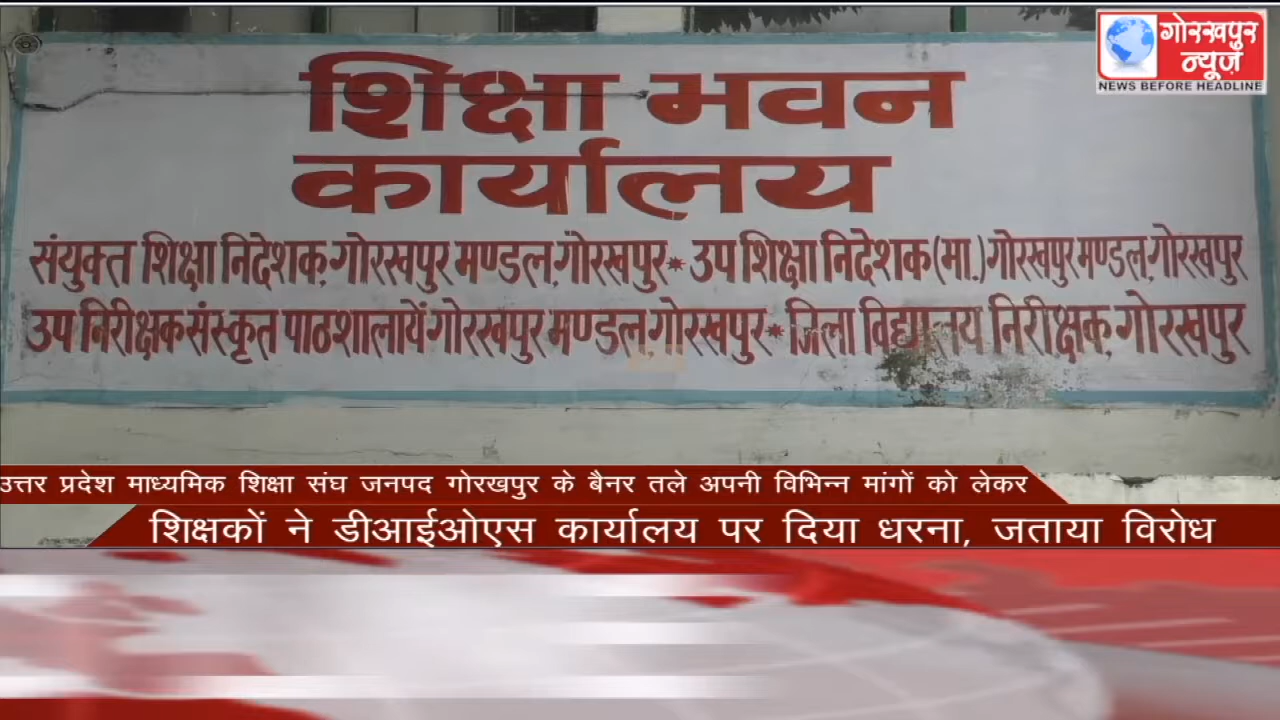 गोरखपुर
न्यूज़
NEWS BEFORE HEADLINE
शिक्षा भवन
कार्यालय
संयुक्त शिक्षा निदेशक, गोरखपुर मण्डल, गोरखपुर * उप शिक्षा निदेशक (मा.) गोरखपुर मण्डल, गोरखपुर
उप निरीक्षक संस्कृत पाठशालायें गोरखपुर मण्डल, गोरखपुर * जिला विद्यालय निरीक्षक, गोरखपुर
उत्तर प्रदेश माध्यमिक शिक्षा संघ जनपद गोरखपुर के बैनर तले अपनी विभिन्न मांगों को लेकर
शिक्षकों ने डीआईओएस कार्यालय पर दिया धरना, जताया विरोध